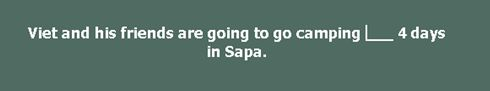 Viet and his friends are going to go camping |___ 4 days
in Sapa.